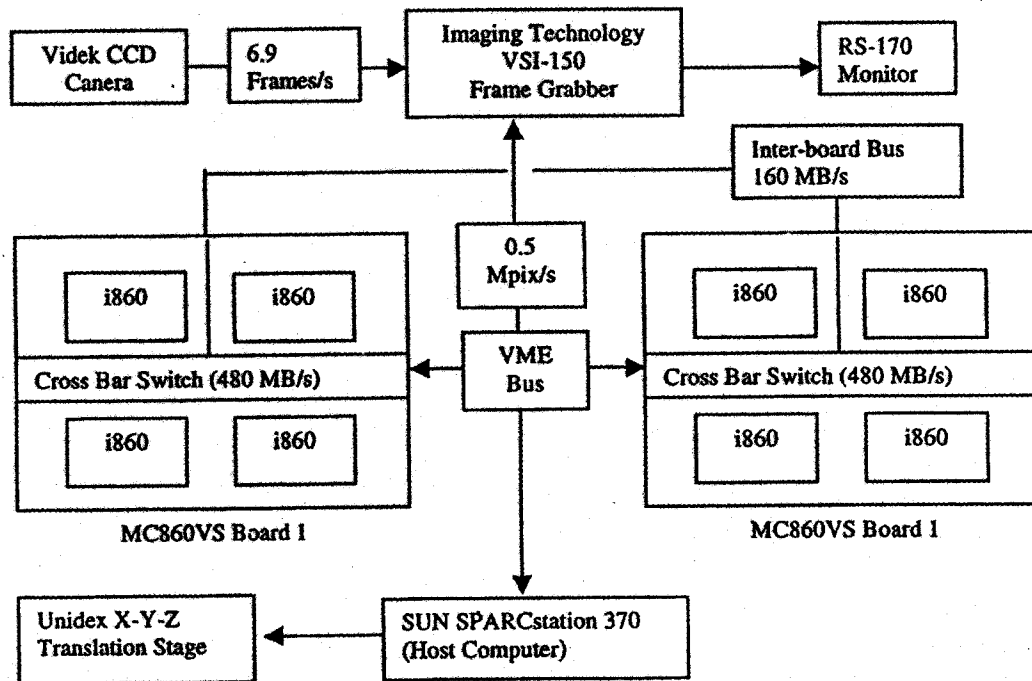 Videk CCD
Canera
6.9
Frames/s
Imaging Technology
VSI-150
Frame Grabber
RS-170
Monitor
Inter-board Bus
160 MB/s
0.5
Mpix/s
i860
i860
Cross Bar Switch (480 MB/s)
i860
i860
MC860VS Board 1
VME
Bus
i860
i860
Cross Bar Switch (480 MB/s)
i860
i860
MC860VS Board 1
Unidex X-Y-Z
Translation Stage
SUN SPARCstation 370
(Host Computer)